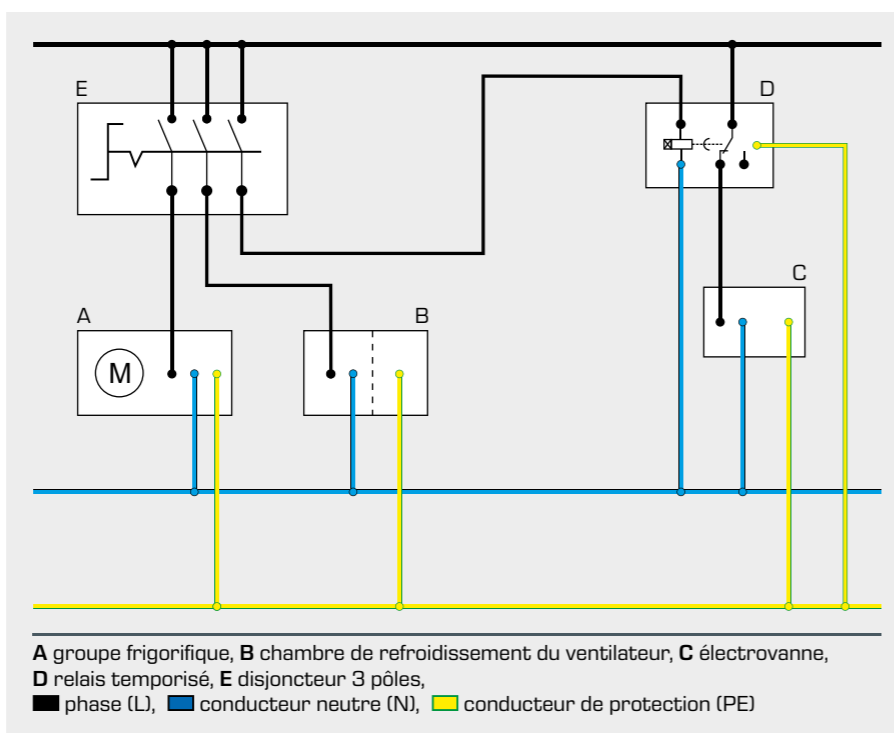 E
D
C
A
B
M
A groupe frigorifique, B chambre de refroidissement du ventilateur, C électrovanne,
D relais temporisé, E disjoncteur 3 pôles,
phase (L), conducteur neutre (N), conducteur de protection (PE)